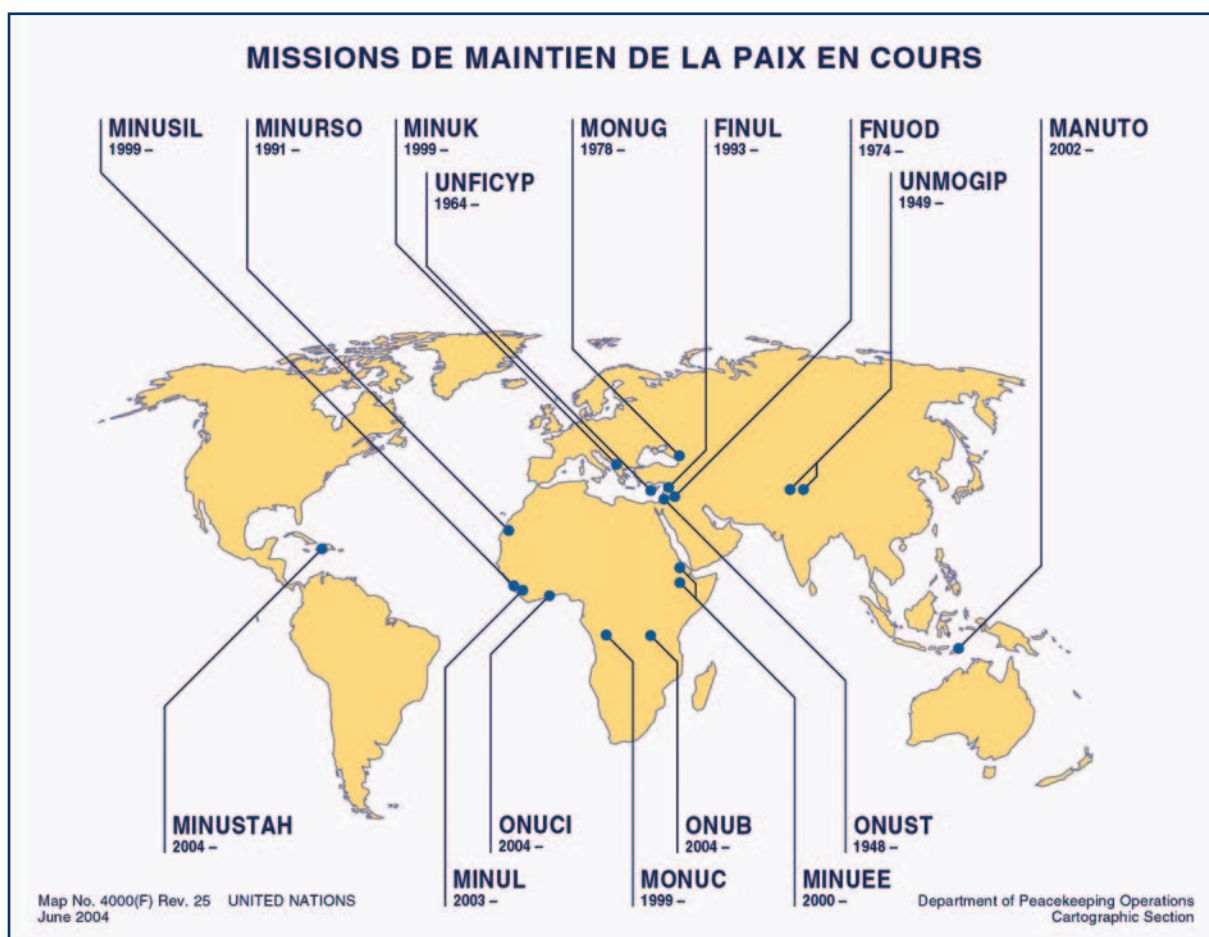 MISSIONS DE MAINTIEN DE LA PAIX EN COURS
MINUSIL
1999 –
MINURSO
1991 –
MINUK
1999 –
MONUG
1978 –
FINUL
1993 –
FNUOD
1974 –
MANUTO
2002 –
UNFICYP
1964 –
UNMOGIP
1949 –
MINUSTAH
2004 –
ONUCI
2004 –
ONUB
2004 –
ONUST
1948 –
MINUL
2003 –
MONUC
1999 –
MINUEE
2000 –
Map No. 4000(F) Rev. 25 UNITED NATIONS
June 2004
Department of Peacekeeping Operations
Cartographic Section